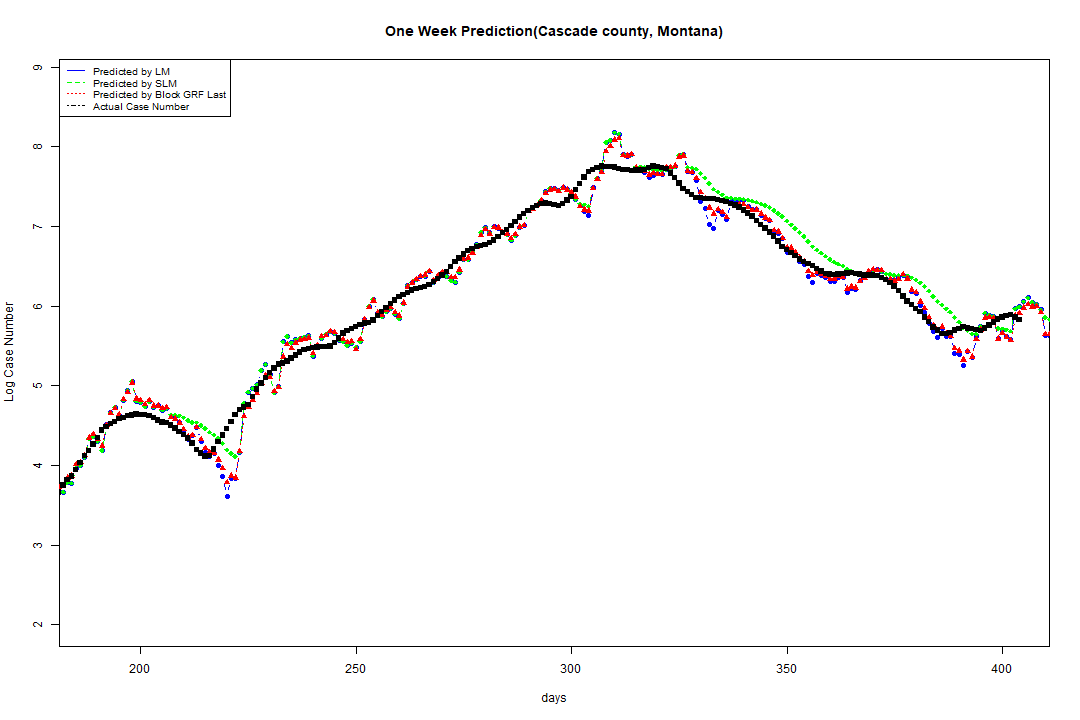 One Week Prediction(Cascade county, Montana)
Predicted by LM
Predicted by SLM
Predicted by Block GRF Last
Actual Case Number
9
8
7
6
5
4
3
2
Log Case Number
200 250 300 350 400
days